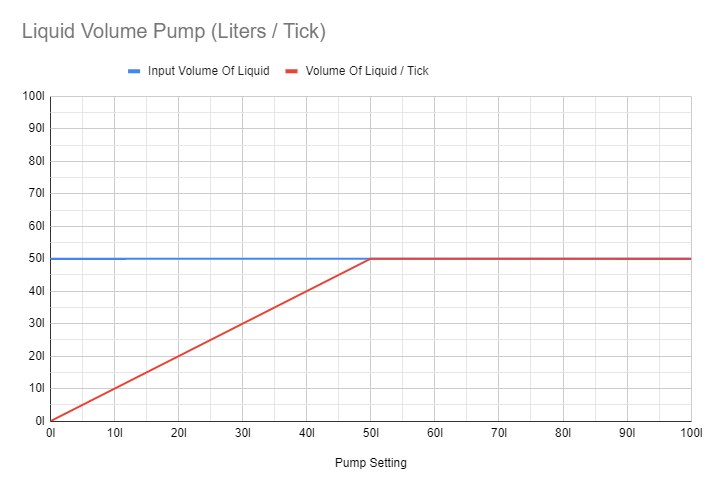 Liquid Volume Pump (Liters / Tick)
Input Volume Of Liquid Volume Of Liquid / Tick
100l
90l
80l
70l
60l
50l
40l
30l
20l
10l
0l
0l 10l 20l 30l 40l 50l 60l 70l 80l 90l 100l
Pump Setting